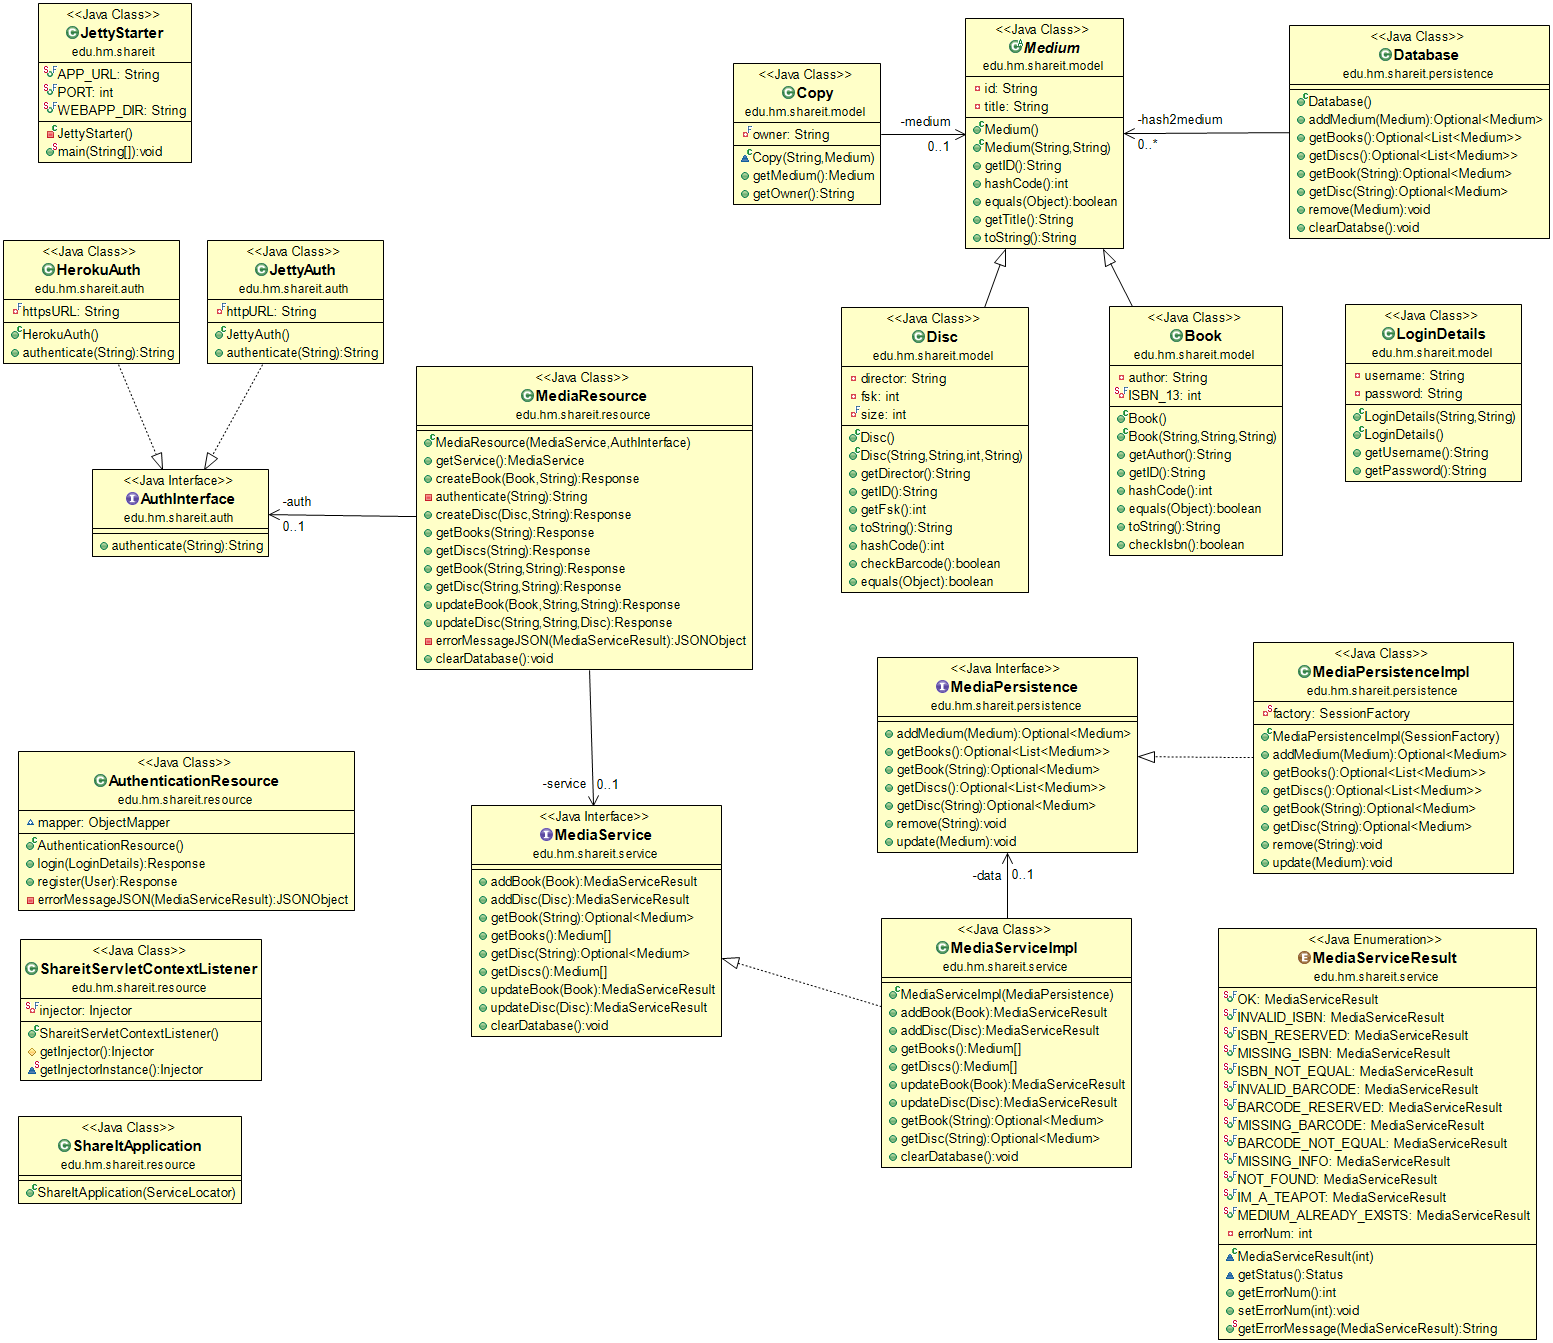 <<Java Class>>
JettyStarter
edu.hm.shareit
APP_URL: String
PORT: int
WEBAPP_DIR: String
JettyStarter()
main(String[]):void
<<Java Class>>
Copy
edu.hm.shareit.model
owner: String
Copy(String,Medium)
getMedium():Medium
getOwner():String
-medium
0..1
<<Java Class>>
Medium
edu.hm.shareit.model
id: String
title: String
Medium()
Medium(String,String)
getID():String
hashCode():int
equals(Object):boolean
getTitle():String
toString():String
-hash2medium
0..*
<<Java Class>>
Database
edu.hm.shareit.persistence
Database()
addMedium(Medium):Optional<Medium>
getBooks():Optional<List<Medium>>
getDiscs():Optional<List<Medium>>
getBook(String):Optional<Medium>
getDisc(String):Optional<Medium>
remove(Medium):void
clearDatabse():void
<<Java Class>>
HerokuAuth
edu.hm.shareit.auth
httpsURL: String
HerokuAuth()
authenticate(String):String
<<Java Class>>
JettyAuth
edu.hm.shareit.auth
httpURL: String
JettyAuth()
authenticate(String):String
<<Java Interface>>
AuthInterface
edu.hm.shareit.auth
authenticate(String):String
-auth
0..1
<<Java Class>>
MediaResource
edu.hm.shareit.resource
MediaResource(MediaService,AuthInterface)
getService():MediaService
createBook(Book,String):Response
authenticate(String):String
createDisc(Disc,String):Response
getBooks(String):Response
getDiscs(String):Response
getBook(String,String):Response
getDisc(String,String):Response
updateBook(Book,String,String):Response
updateDisc(String,String,Disc):Response
errorMessageJSON(MediaServiceResult):JSONObject
clearDatabase():void
<<Java Class>>
Disc
edu.hm.shareit.model
director: String
fsk: int
size: int
Disc()
Disc(String,String,int,String)
getDirector():String
getID():String
getFsk():int
toString():String
hashCode():int
checkBarcode():boolean
equals(Object):boolean
<<Java Class>>
Book
edu.hm.shareit.model
author: String
ISBN_13: int
Book()
Book(String,String,String)
getAuthor():String
getID():String
hashCode():int
equals(Object):boolean
toString():String
checkIsbn():boolean
<<Java Class>>
LoginDetails
edu.hm.shareit.model
username: String
password: String
LoginDetails(String,String)
LoginDetails()
getUsername():String
getPassword():String
-service
0..1
<<Java Class>>
AuthenticationResource
edu.hm.shareit.resource
mapper: ObjectMapper
AuthenticationResource()
login(LoginDetails):Response
register(User):Response
errorMessageJSON(MediaServiceResult):JSONObject
<<Java Interface>>
MediaService
edu.hm.shareit.service
addBook(Book):MediaServiceResult
addDisc(Disc):MediaServiceResult
getBook(String):Optional<Medium>
getBooks():Medium[]
getDisc(String):Optional<Medium>
getDiscs():Medium[]
updateBook(Book):MediaServiceResult
updateDisc(Disc):MediaServiceResult
clearDatabase():void
<<Java Interface>>
MediaPersistence
edu.hm.shareit.persistence
addMedium(Medium):Optional<Medium>
getBooks():Optional<List<Medium>>
getBook(String):Optional<Medium>
getDiscs():Optional<List<Medium>>
getDisc(String):Optional<Medium>
remove(String):void
update(Medium):void
<<Java Class>>
MediaPersistenceImpl
edu.hm.shareit.persistence
factory: SessionFactory
MediaPersistenceImpl(SessionFactory)
addMedium(Medium):Optional<Medium>
getBooks():Optional<List<Medium>>
getDiscs():Optional<List<Medium>>
getBook(String):Optional<Medium>
getDisc(String):Optional<Medium>
remove(String):void
update(Medium):void
-data
0..1
<<Java Class>>
MediaServiceImpl
edu.hm.shareit.service
MediaServiceImpl(MediaPersistence)
addBook(Book):MediaServiceResult
addDisc(Disc):MediaServiceResult
getBooks():Medium[]
getDiscs():Medium[]
updateBook(Book):MediaServiceResult
updateDisc(Disc):MediaServiceResult
getBook(String):Optional<Medium>
getDisc(String):Optional<Medium>
clearDatabase():void
<<Java Class>>
ShareitServletContextListener
edu.hm.shareit.resource
injector: Injector
ShareitServletContextListener()
getInjector():Injector
getInjectorInstance():Injector
<<Java Class>>
ShareItApplication
edu.hm.shareit.resource
ShareItApplication(ServiceLocator)
<<Java Enumeration>>
MediaServiceResult
edu.hm.shareit.service
OK: MediaServiceResult
INVALID_ISBN: MediaServiceResult
ISBN_RESERVED: MediaServiceResult
MISSING_ISBN: MediaServiceResult
ISBN_NOT_EQUAL: MediaServiceResult
INVALID_BARCODE: MediaServiceResult
BARCODE_RESERVED: MediaServiceResult
MISSING_BARCODE: MediaServiceResult
BARCODE_NOT_EQUAL: MediaServiceResult
MISSING_INFO: MediaServiceResult
NOT_FOUND: MediaServiceResult
IM_A_TEAPOT: MediaServiceResult
MEDIUM_ALREADY_EXISTS: MediaServiceResult
errorNum: int
MediaServiceResult(int)
getStatus():Status
getErrorNum():int
setErrorNum(int):void
getErrorMessage(MediaServiceResult):String